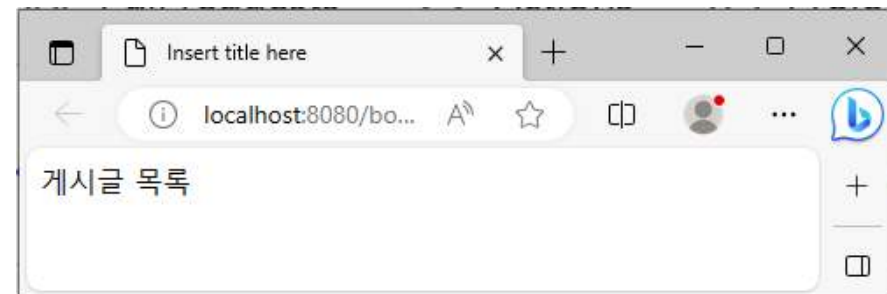 Insert title here
localhost:8080/bo...
게시글 목록